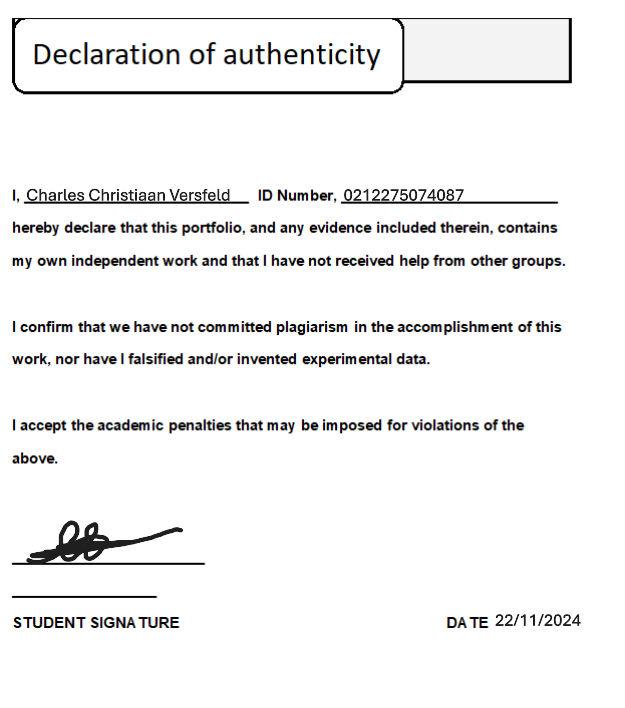 Declaration of authenticity
I, Charles Christiaan Versfeld ID Number, 0212275074087
hereby declare that this portfolio, and any evidence included therein, contains
my own independent work and that I have not received help from other groups.
I confirm that we have not committed plagiarism in the accomplishment of this
work, nor have I falsified and/or invented experimental data.
I accept the academic penalties that may be imposed for violations of the
above.
STUDENT SIGNATURE DATE 22/11/2024